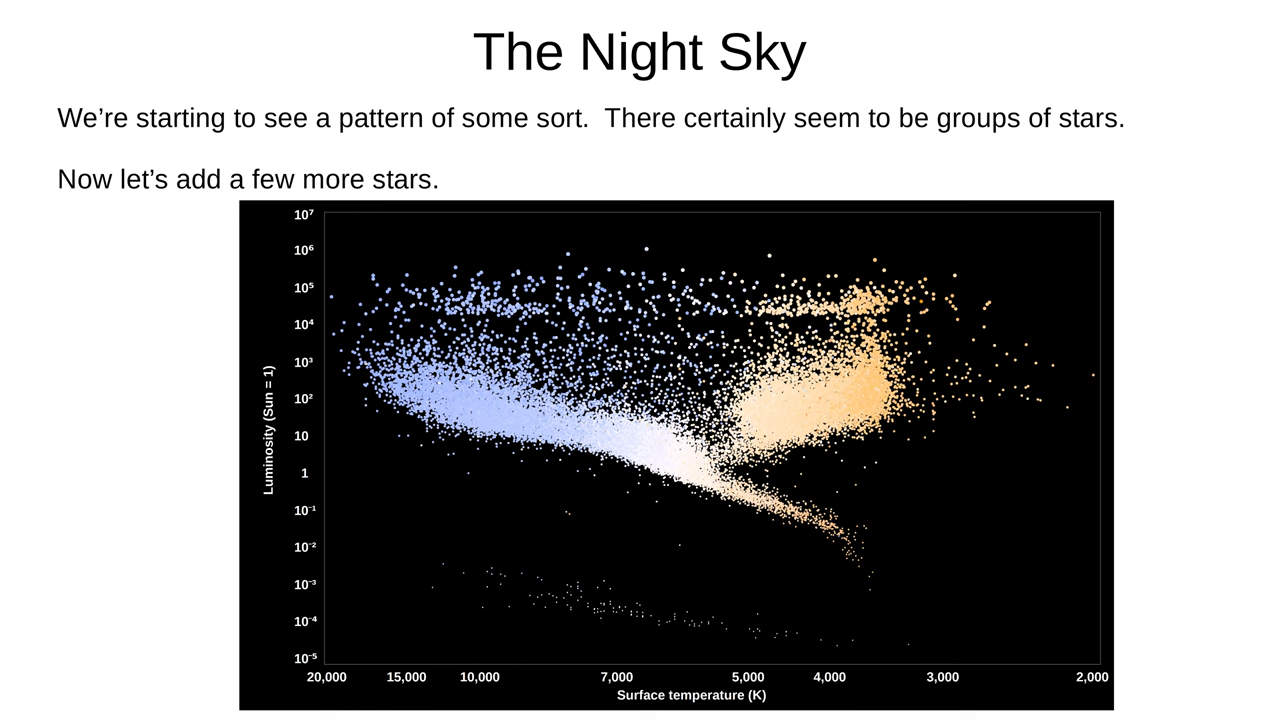 The Night Sky
We’re starting to see a pattern of some sort.  There certainly seem to be groups of stars.
Now let’s add a few more stars.
10⁷
10⁶
10⁵
10⁴
10³
10²
10
1
10⁻¹
10⁻²
10⁻³
10⁻⁴
10⁻⁵
Luminosity (Sun = 1)
20,000 15,000 10,000 7,000 5,000 4,000 3,000 2,000
Surface temperature (K)